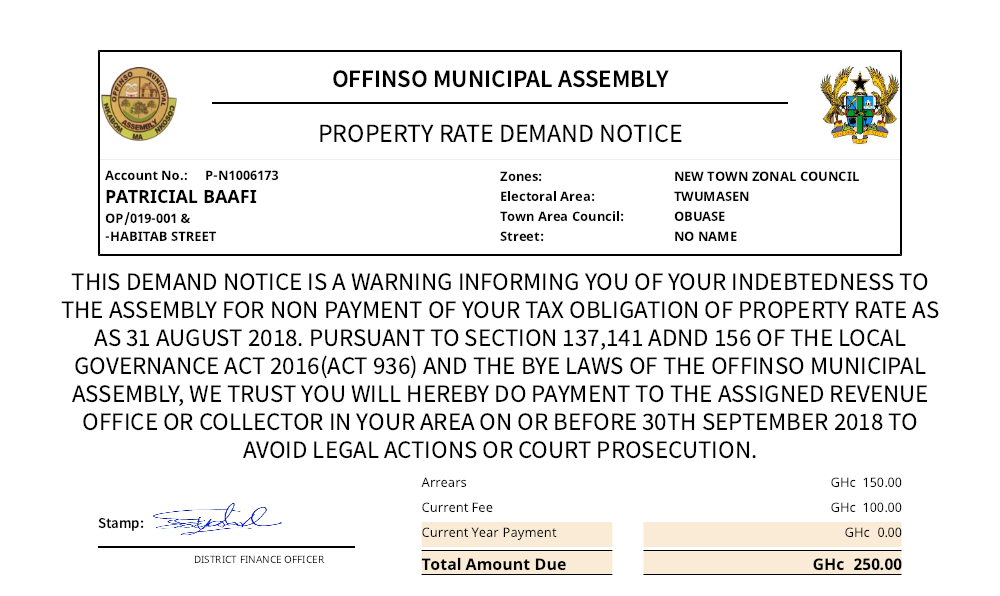 OFFINSO MUNICIPAL ASSEMBLY
PROPERTY RATE DEMAND NOTICE
OFFINSO MUNICIPAL
ASSEMBLY
Account No.: P-N1006173
PATRICIAL BAAFI
OP/019-001 &
-HABITAB STREET
Zones: NEW TOWN ZONAL COUNCIL
Electoral Area: TWUMASEN
Town Area Council: OBUASE
Street: NO NAME
THIS DEMAND NOTICE IS A WARNING INFORMING YOU OF YOUR INDEBTEDNESS TO
THE ASSEMBLY FOR NON PAYMENT OF YOUR TAX OBLIGATION OF PROPERTY RATE AS
AS 31 AUGUST 2018. PURSUANT TO SECTION 137,141 ADND 156 OF THE LOCAL
GOVERNANCE ACT 2016(ACT 936) AND THE BYE LAWS OF THE OFFINSO MUNICIPAL
ASSEMBLY, WE TRUST YOU WILL HEREBY DO PAYMENT TO THE ASSIGNED REVENUE
OFFICE OR COLLECTOR IN YOUR AREA ON OR BEFORE 30TH SEPTEMBER 2018 TO
AVOID LEGAL ACTIONS OR COURT PROSECUTION.
Arrears GHc 150.00
Current Fee GHc 100.00
Current Year Payment GHc 0.00
Total Amount Due GHc 250.00
Stamp:
DISTRICT FINANCE OFFICER